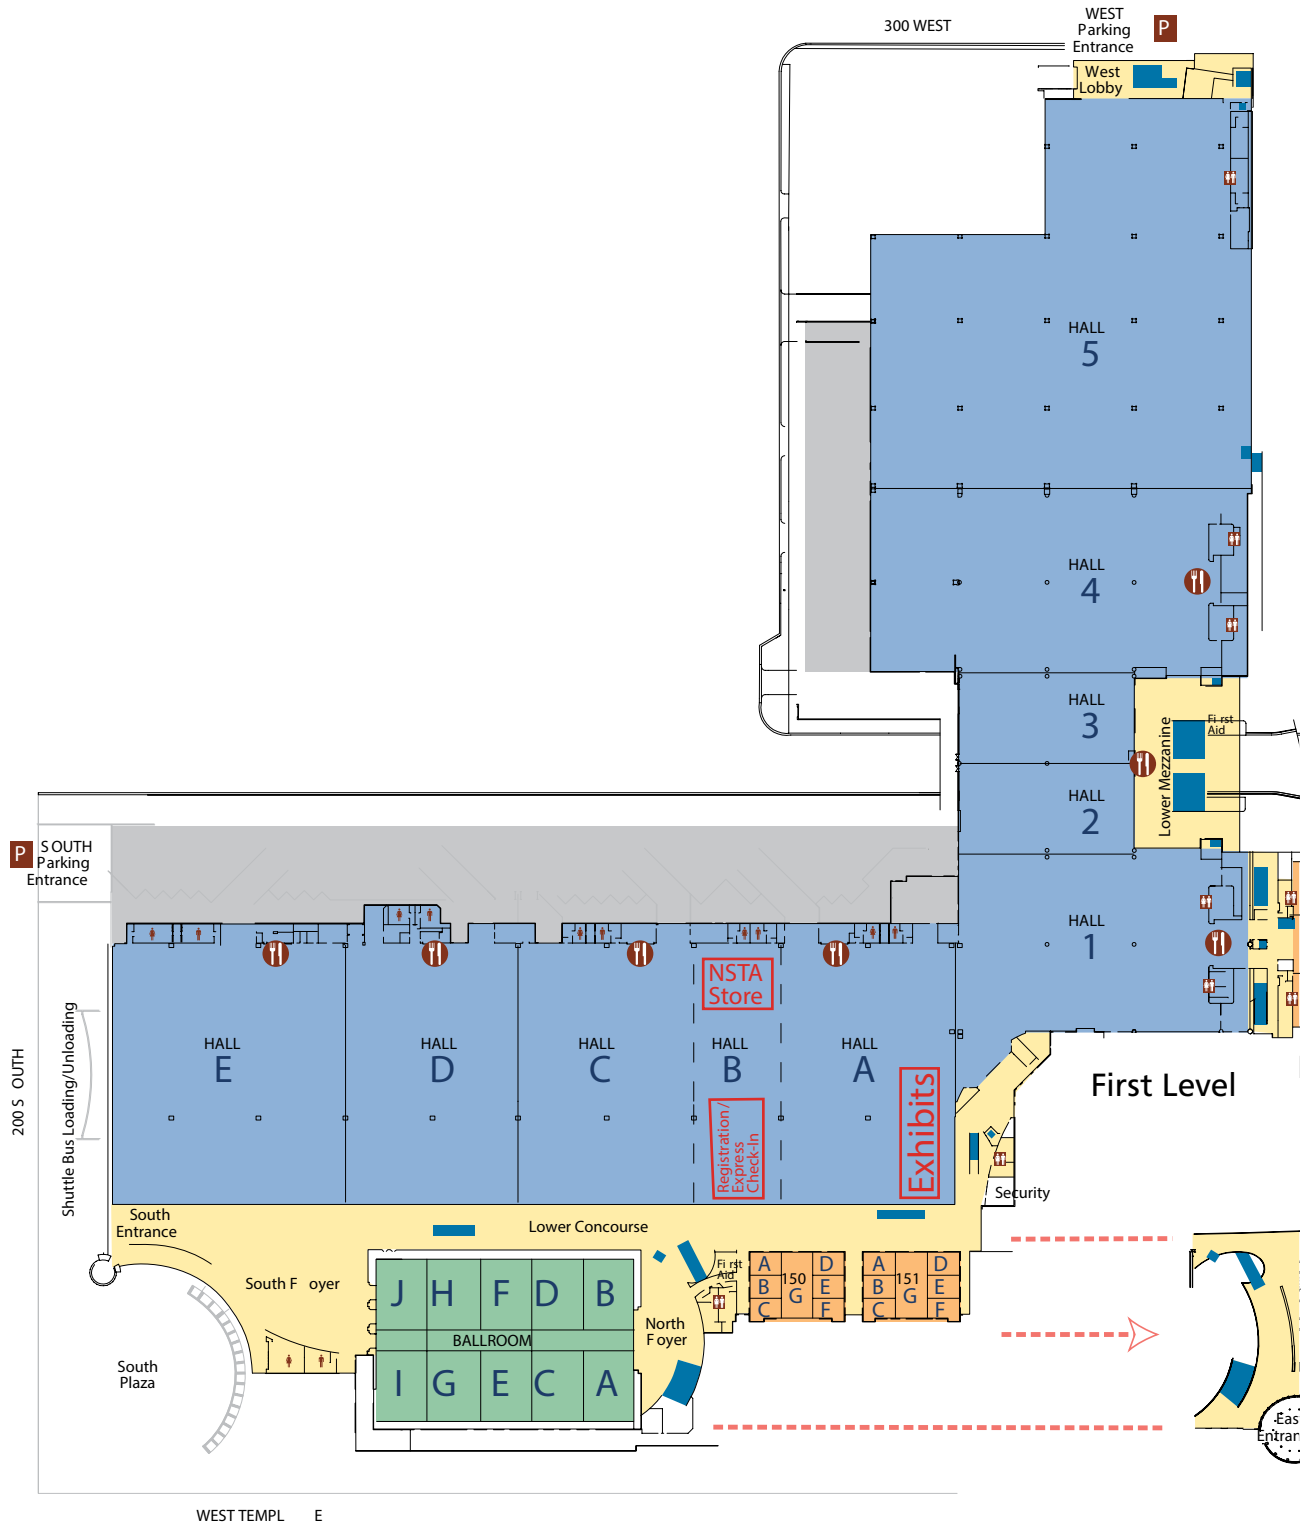 300 WEST
WEST
Parking
Entrance
P
West
Lobby
HALL
5
HALL
4
HALL
3
First
Aid
Lower Mezzanine
HALL
2
P
SOUTH
Parking
Entrance
HALL
1
NSTA
Store
HALL
E
HALL
D
HALL
C
HALL
B
HALL
A
Exhibits
Registration/
Express
Check-In
First Level
200 SOUTH
Shuttle Bus Loading/Unloading
Security
South
Entrance
Lower Concourse
South Foyer
First
Aid
J H F D B
BALLROOM
I G E C A
North
Foyer
A D
B 150 E
G
C F
A D
B 151 E
G
C F
South
Plaza
Eas
Entran
WEST TEMPLE